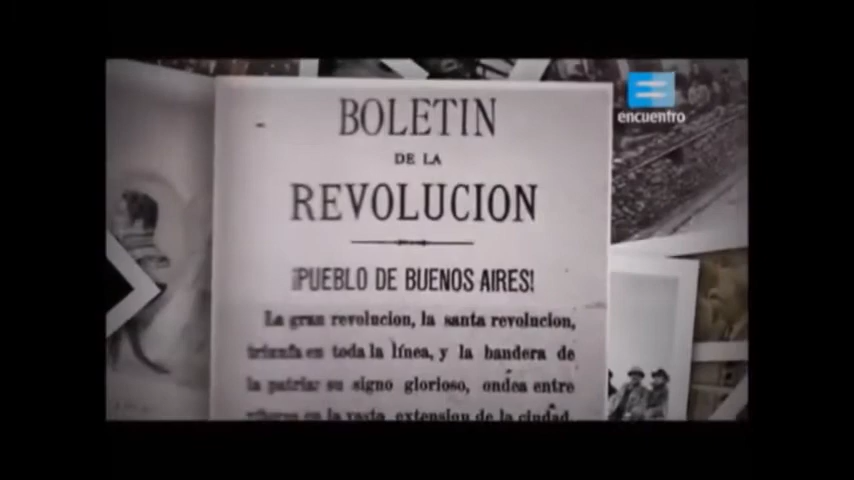 BOLETIN
DE LA
REVOLUCION
¡PUEBLO DE BUENOS AIRES!
La gran revolucion, la santa revolucion,
triunfa en toda la línea, y la bandera de
la patria: su signo glorioso, ondea entre
en la vasta extension de la ciudad.
encuentro